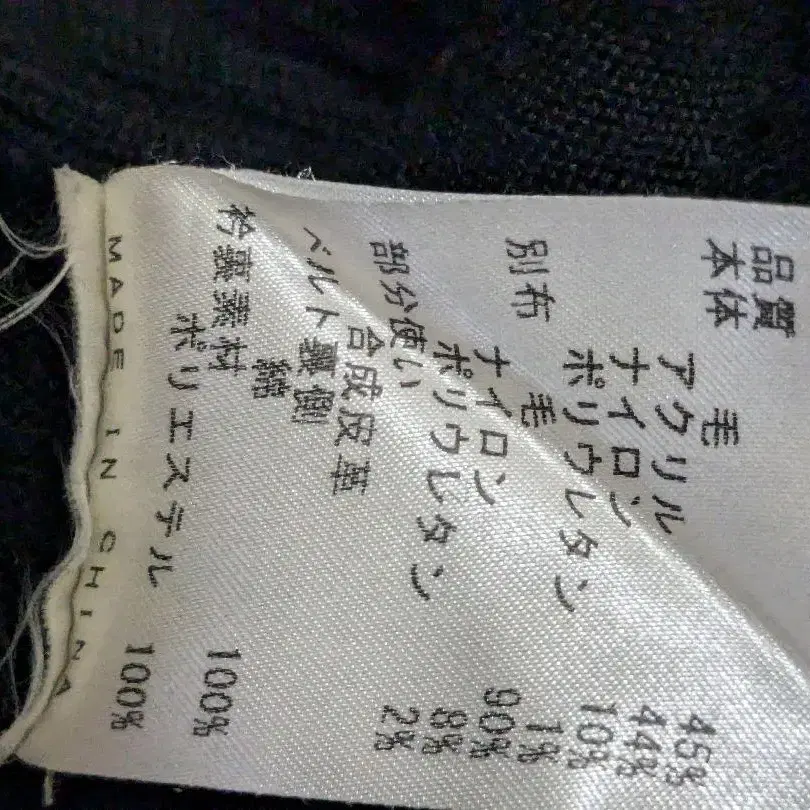 品質
本体
毛 45%
アクリル 44%
ナイロン 10%
ポリウレタン 1%
別布
毛 90%
ナイロン 8%
ポリウレタン 2%
部分使い
合成皮革
ベルト裏側
綿 100%
衿裏素材
ポリエステル 100%
MADE IN CHINA